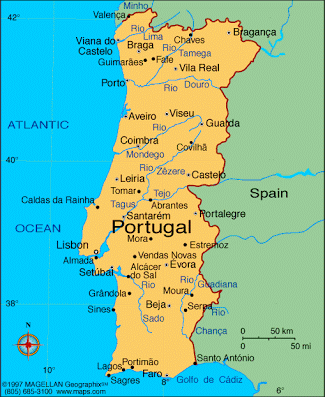 42°
Minho
Valença
Viana do
Castelo
Rio
Lima
Rio
Chaves
Bragança
Braga
Tamega
Guimarães
Fafe
Vila Real
Porto
Rio
Douro
Aveiro
Viseu
ATLANTIC
Rio
Guarda
Coimbra
Mondego
Covilhã
40°
40°
Rio
Zêzere
Leiria
Castelo
Tomar
Tejo
Spain
Caldas da Rainha
Abrantes
Tagus
Santarém
Portalegre
OCEAN
Portugal
Lisbon
Mora
Estremoz
Almada
Vendas Novas
Setúbal
Alcácer
do Sal
Évora
Rio
Guadiana
Grândola
Moura
38°
38°
Rio
Sado
Beja
Serpa
Sines
Rio
Chança
0
50 km
0
50 mi
N
Santo António
Lagos
Portimão
10°
8°
6°
Sagres
Faro
Golfo de Cádiz
©1997 MAGELLAN Geographix℠
(805) 685-3100 www.maps.com